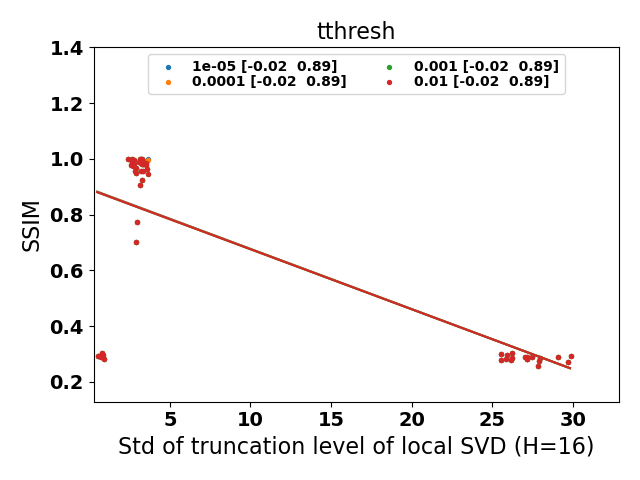 tthresh
1e-05 [-0.02  0.89]
0.0001 [-0.02  0.89]
0.001 [-0.02  0.89]
0.01 [-0.02  0.89]
SSIM
1.4
1.2
1.0
0.8
0.6
0.4
0.2
5 10 15 20 25 30
Std of truncation level of local SVD (H=16)